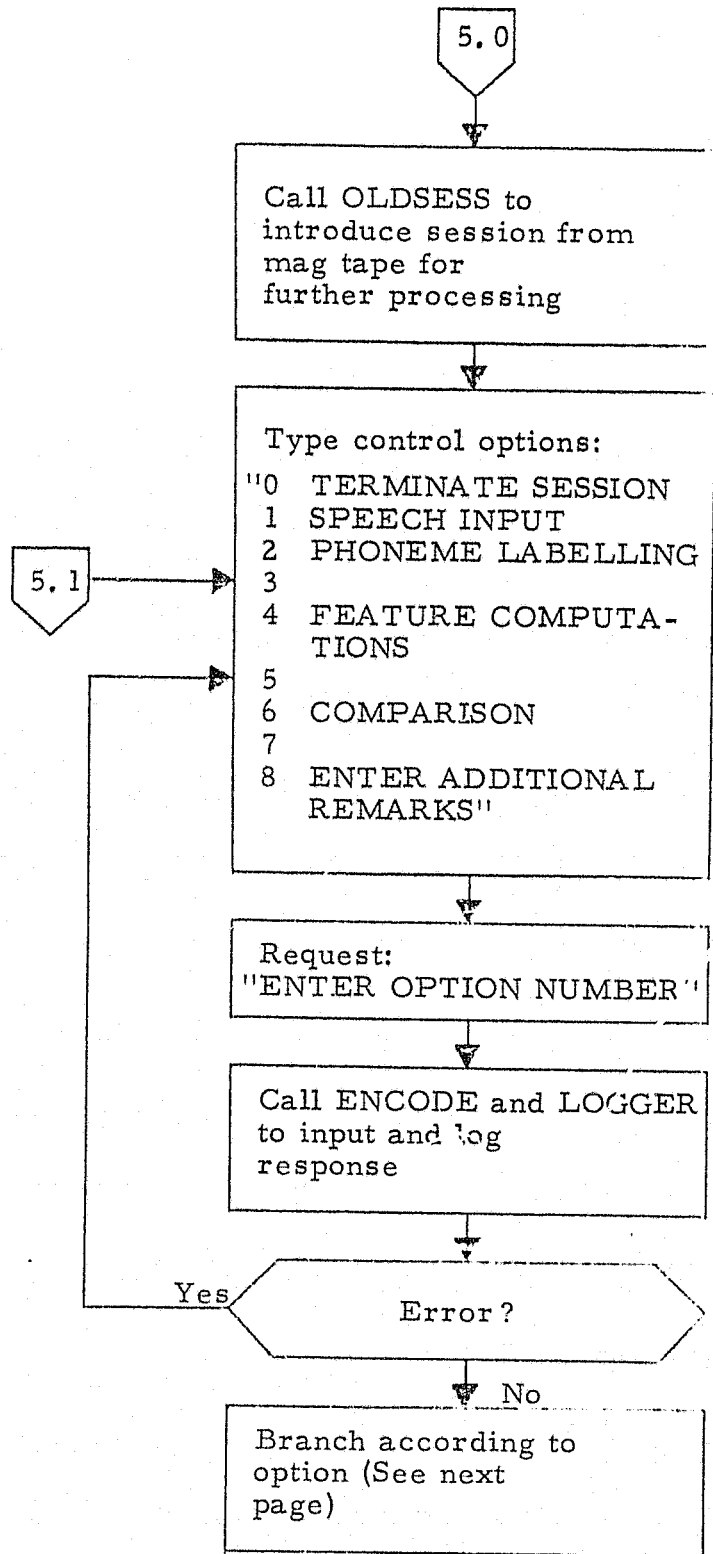 5.0
Call OLDSESS to
introduce session from
mag tape for
further processing
Type control options:
"0 TERMINATE SESSION
1 SPEECH INPUT
2 PHONEME LABELLING
5.1
3
4 FEATURE COMPUTA-
TIONS
5
6 COMPARISON
7
8 ENTER ADDITIONAL
REMARKS"
Request:
"ENTER OPTION NUMBER"
Call ENCODE and LOGGER
to input and log
response
Yes
Error?
No
Branch according to
option (See next
page)